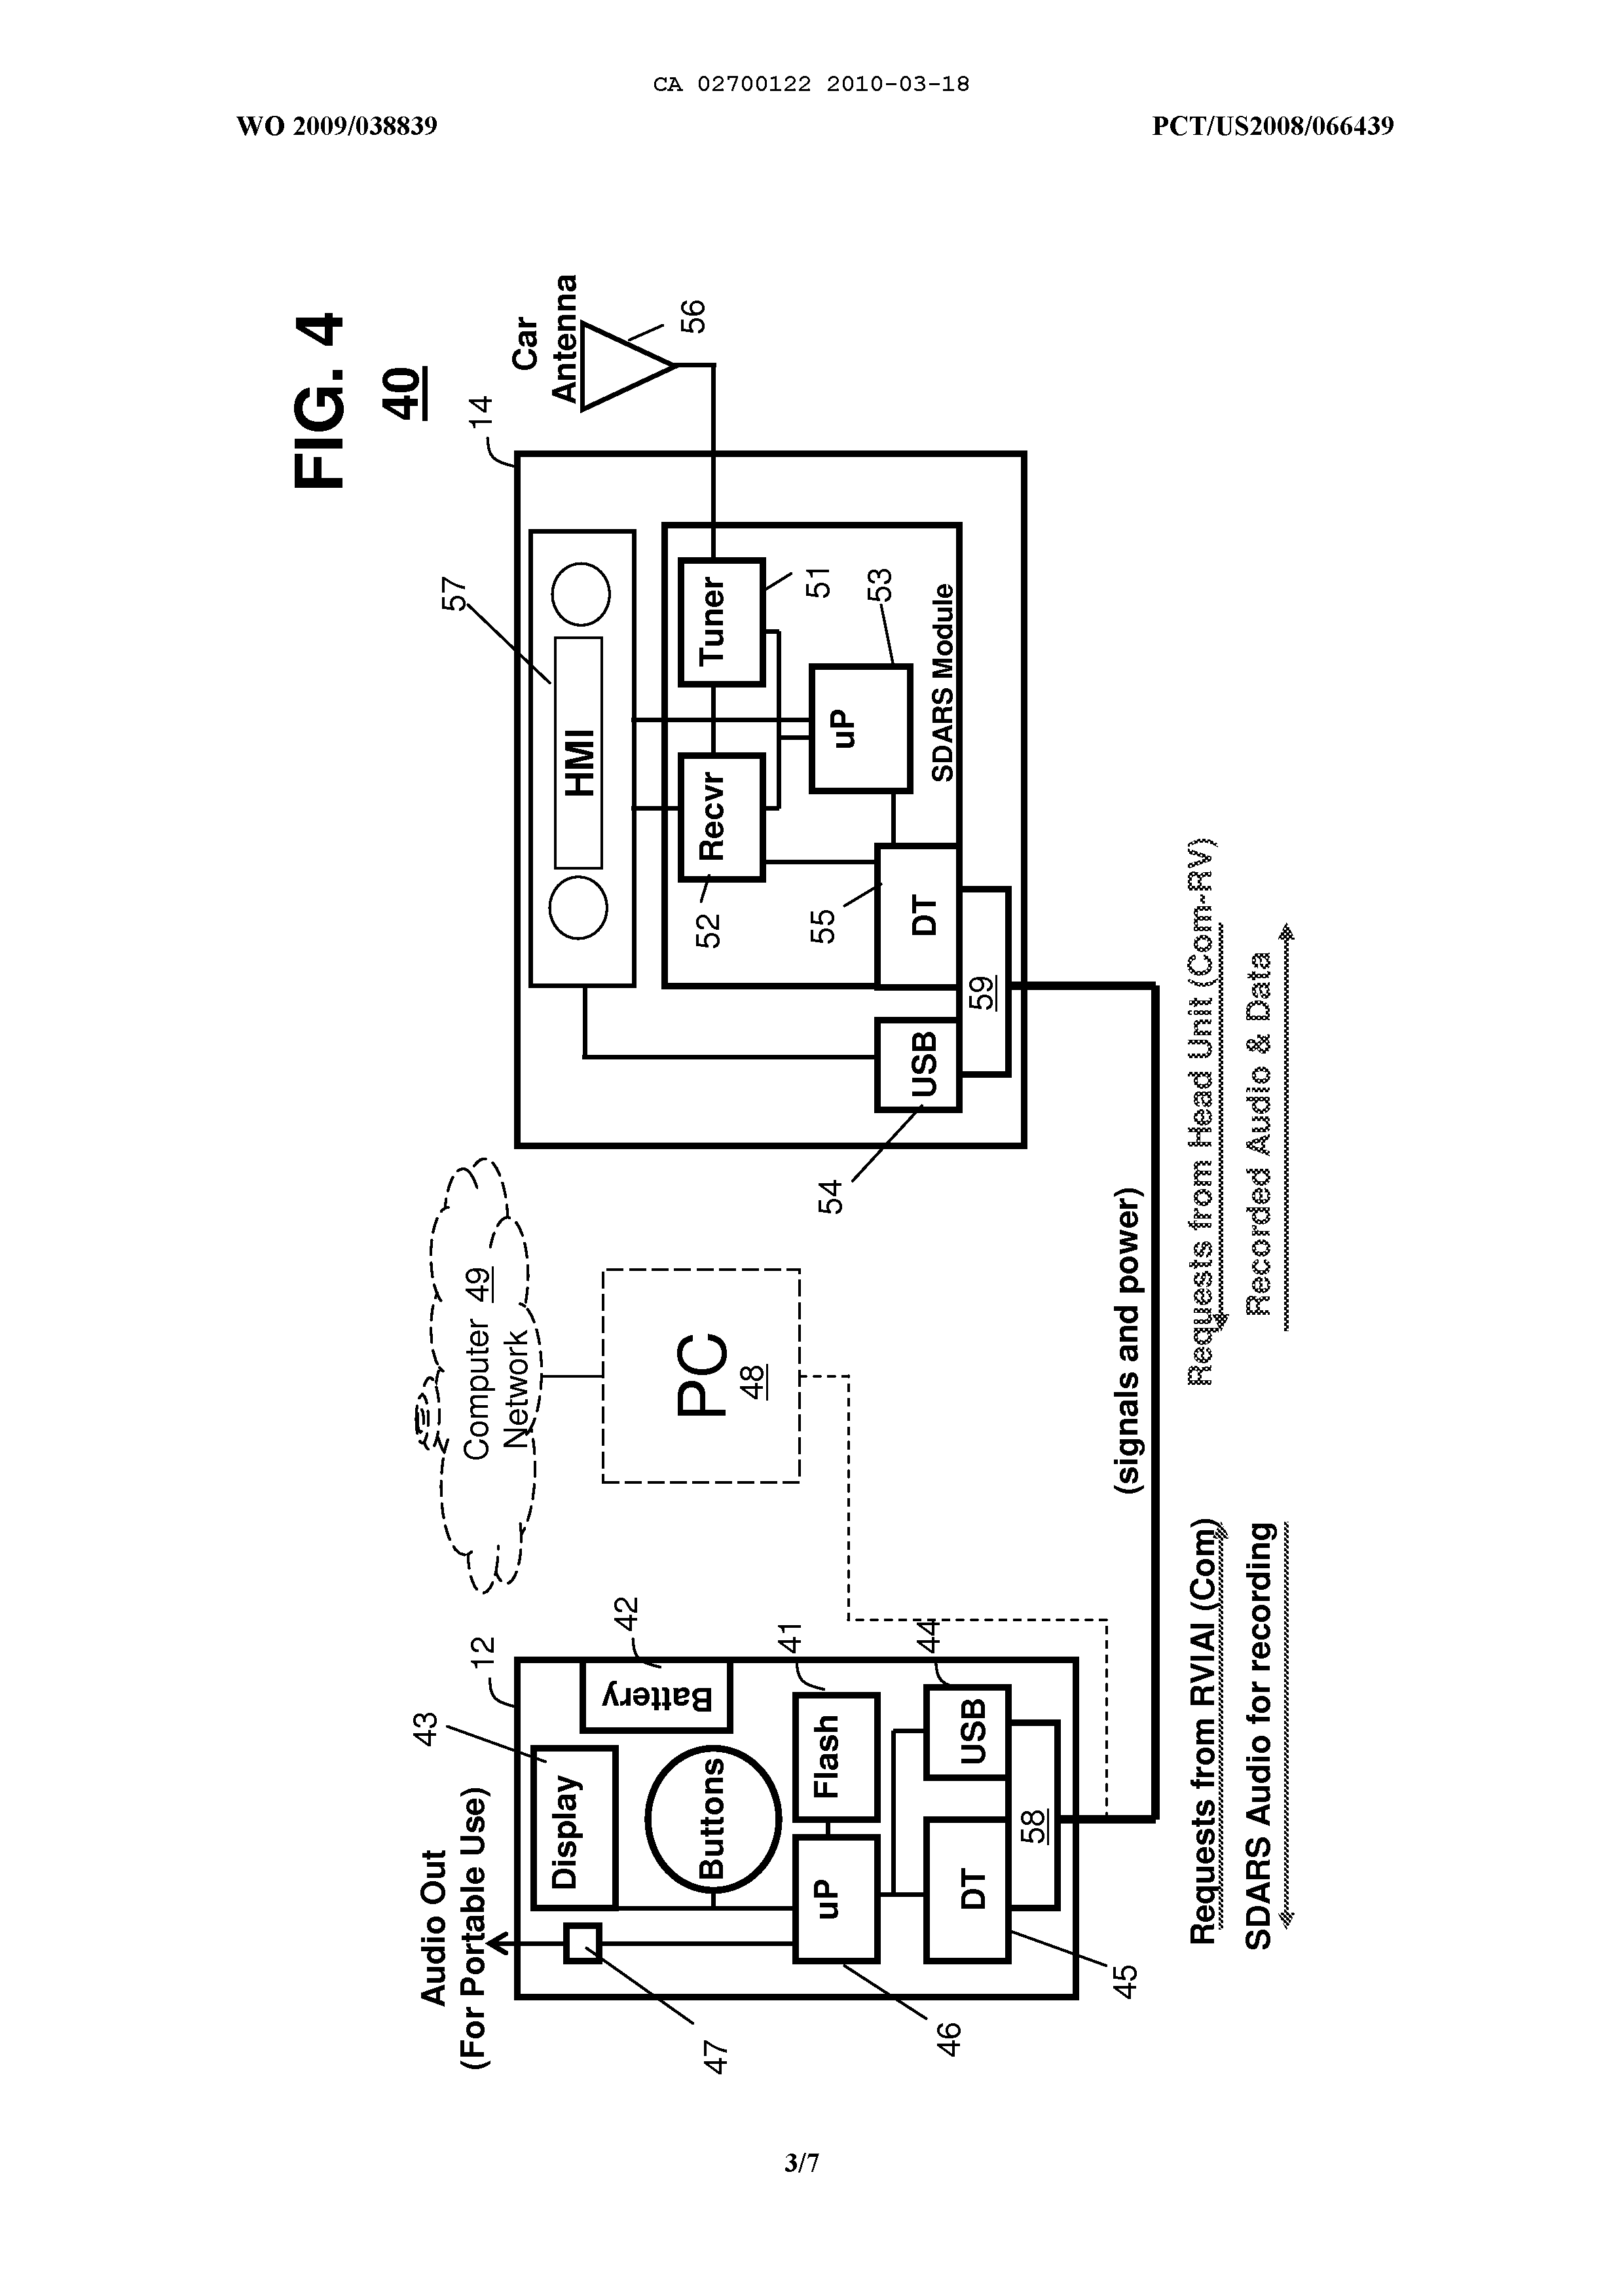 CA 02700122 2010-03-18
WO 2009/038839
PCT/US2008/066439
FIG. 4
40
Audio Out
(For Portable Use)
43
12
Display
Battery
42
Buttons
47
41
Flash
uP
46
44
USB
DT
45
58
Computer 49
Network
PC
48
57
14
Car
Antenna
56
HMI
Tuner
51
Recvr
52
uP
53
SDARS Module
55
DT
USB
54
59
(signals and power)
Requests from RVIAI (Com)
SDARS Audio for recording
Requests from Head Unit (Com-RV)
Recorded Audio & Data
3/7